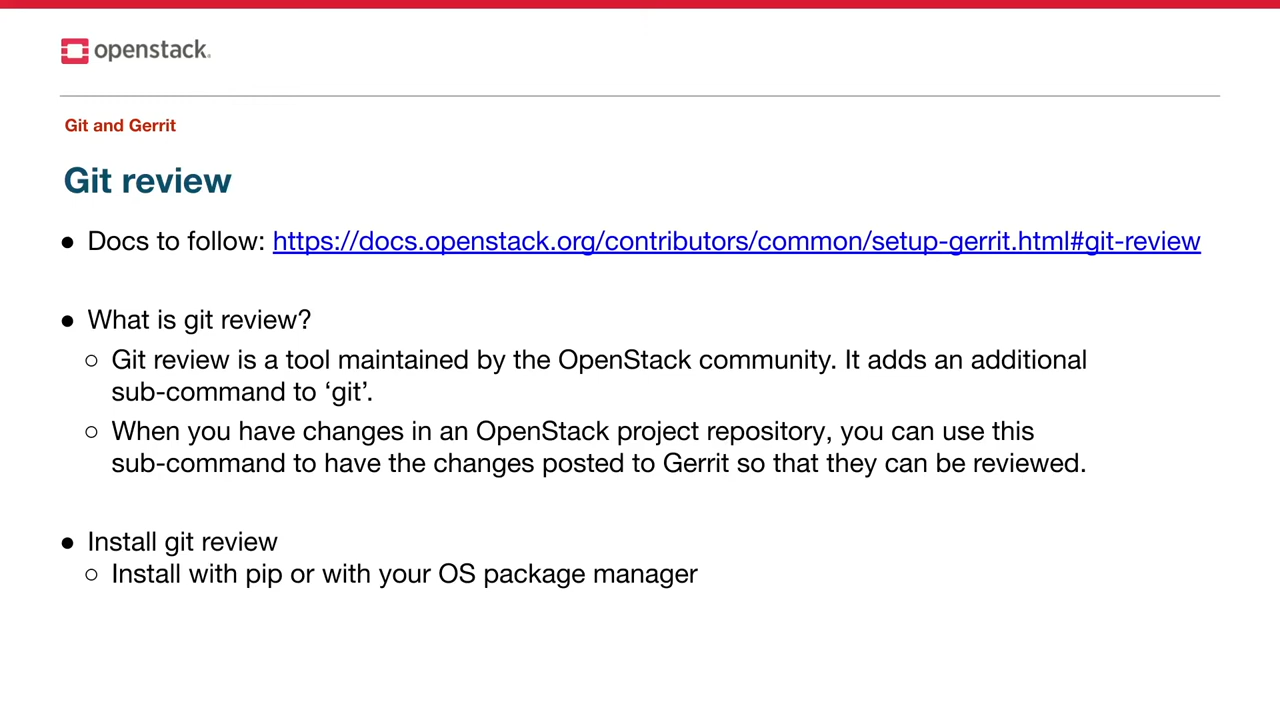 openstack.
Git and Gerrit
Git review
● Docs to follow: https://docs.openstack.org/contributors/common/setup-gerrit.html#git-review
● What is git review?
○ Git review is a tool maintained by the OpenStack community. It adds an additional
sub-command to ‘git’.
○ When you have changes in an OpenStack project repository, you can use this
sub-command to have the changes posted to Gerrit so that they can be reviewed.
● Install git review
○ Install with pip or with your OS package manager